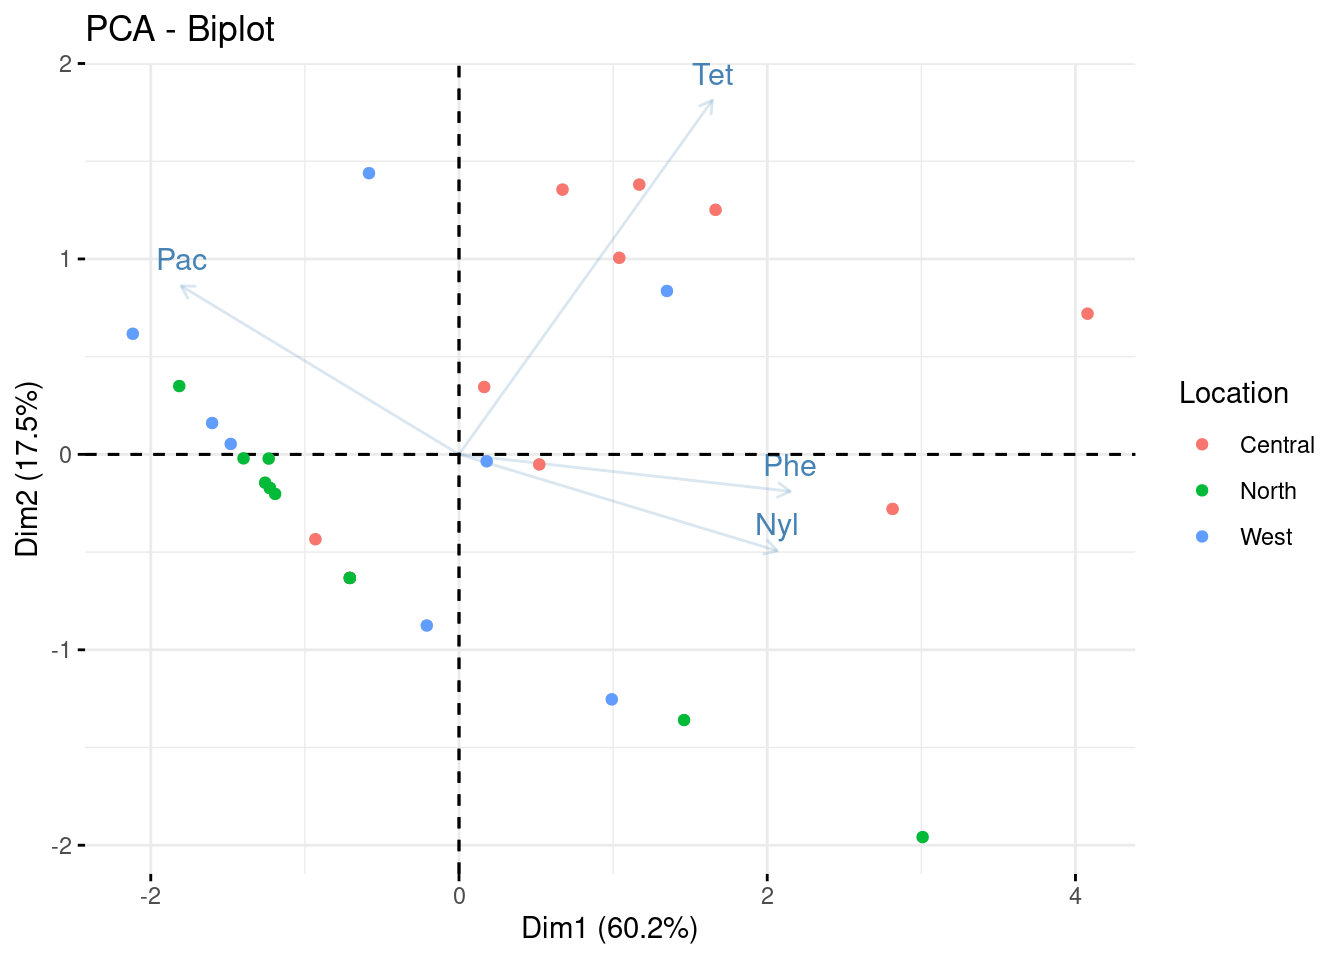 PCA - Biplot
2
1
0
-1
-2
Dim2 (17.5%)
Tet
Pac
Phe
Nyl
-2
0
2
4
Dim1 (60.2%)
Location
Central
North
West